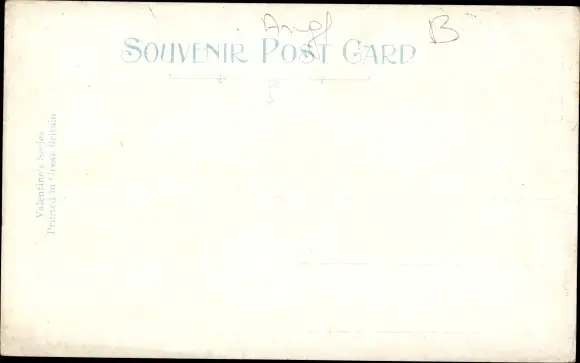 B
SOUVENIR POST CARD
Valentine's Series
Printed in Great Britain